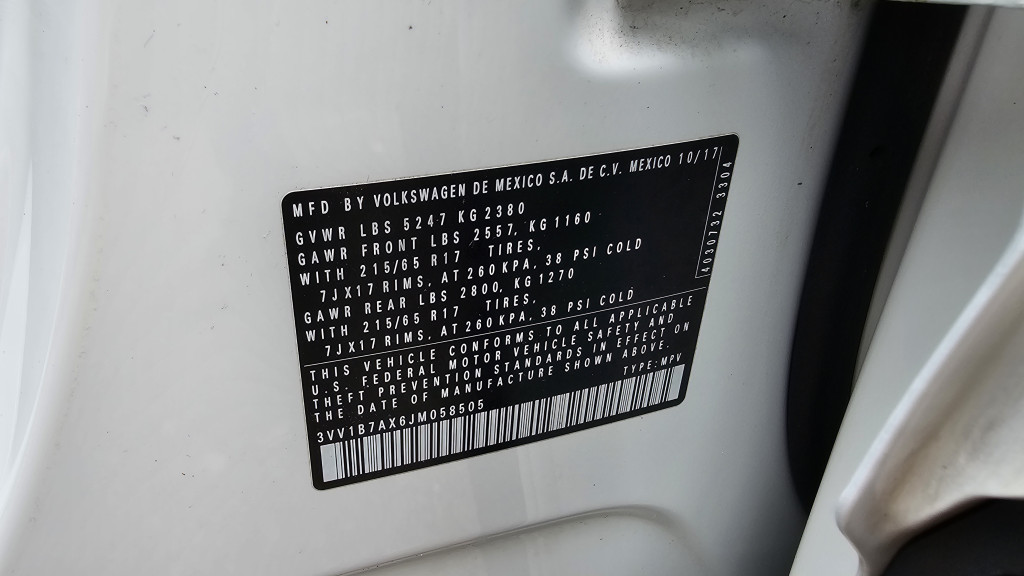 MFD BY VOLKSWAGEN DE MEXICO S.A. DE C.V. MEXICO 10/17
GVWR LBS 5247 KG 2380
GAWR FRONT LBS 2557, KG 1160
WITH 215/65 R17 TIRES,
7JX17 RIMS, AT 260 KPA, 38 PSI COLD
GAWR REAR LBS 2800, KG 1270
WITH 215/65 R17 TIRES,
7JX17 RIMS, AT 260 KPA, 38 PSI COLD
4030732 3304
THIS VEHICLE CONFORMS TO ALL APPLICABLE
U.S. FEDERAL MOTOR VEHICLE SAFETY AND
THEFT PREVENTION STANDARDS IN EFFECT ON
THE DATE OF MANUFACTURE SHOWN ABOVE.
3VV1B7AX6JM058505 TYPE: MPV